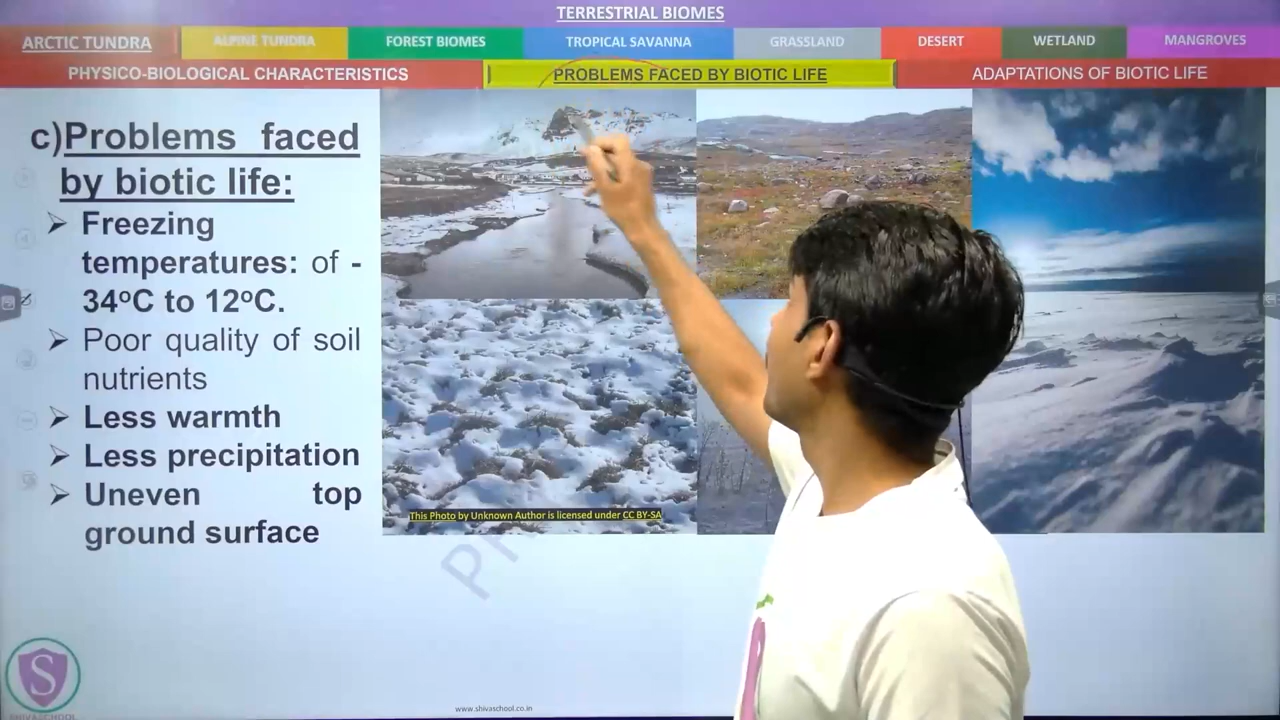 TERRESTRIAL BIOMES
ARCTIC TUNDRA
ALPINE TUNDRA
FOREST BIOMES
TROPICAL SAVANNA
GRASSLAND
DESERT
WETLAND
MANGROVES
PHYSICO-BIOLOGICAL CHARACTERISTICS
PROBLEMS FACED BY BIOTIC LIFE
ADAPTATIONS OF BIOTIC LIFE
c)Problems faced
by biotic life:
➢ Freezing
temperatures: of -
34⁰C to 12⁰C.
➢ Poor quality of soil
nutrients
➢ Less warmth
➢ Less precipitation
➢ Uneven top
ground surface
This Photo by Unknown Author is licensed under CC BY-SA
S
SHIVASCHOOL
www.shivaschool.co.in